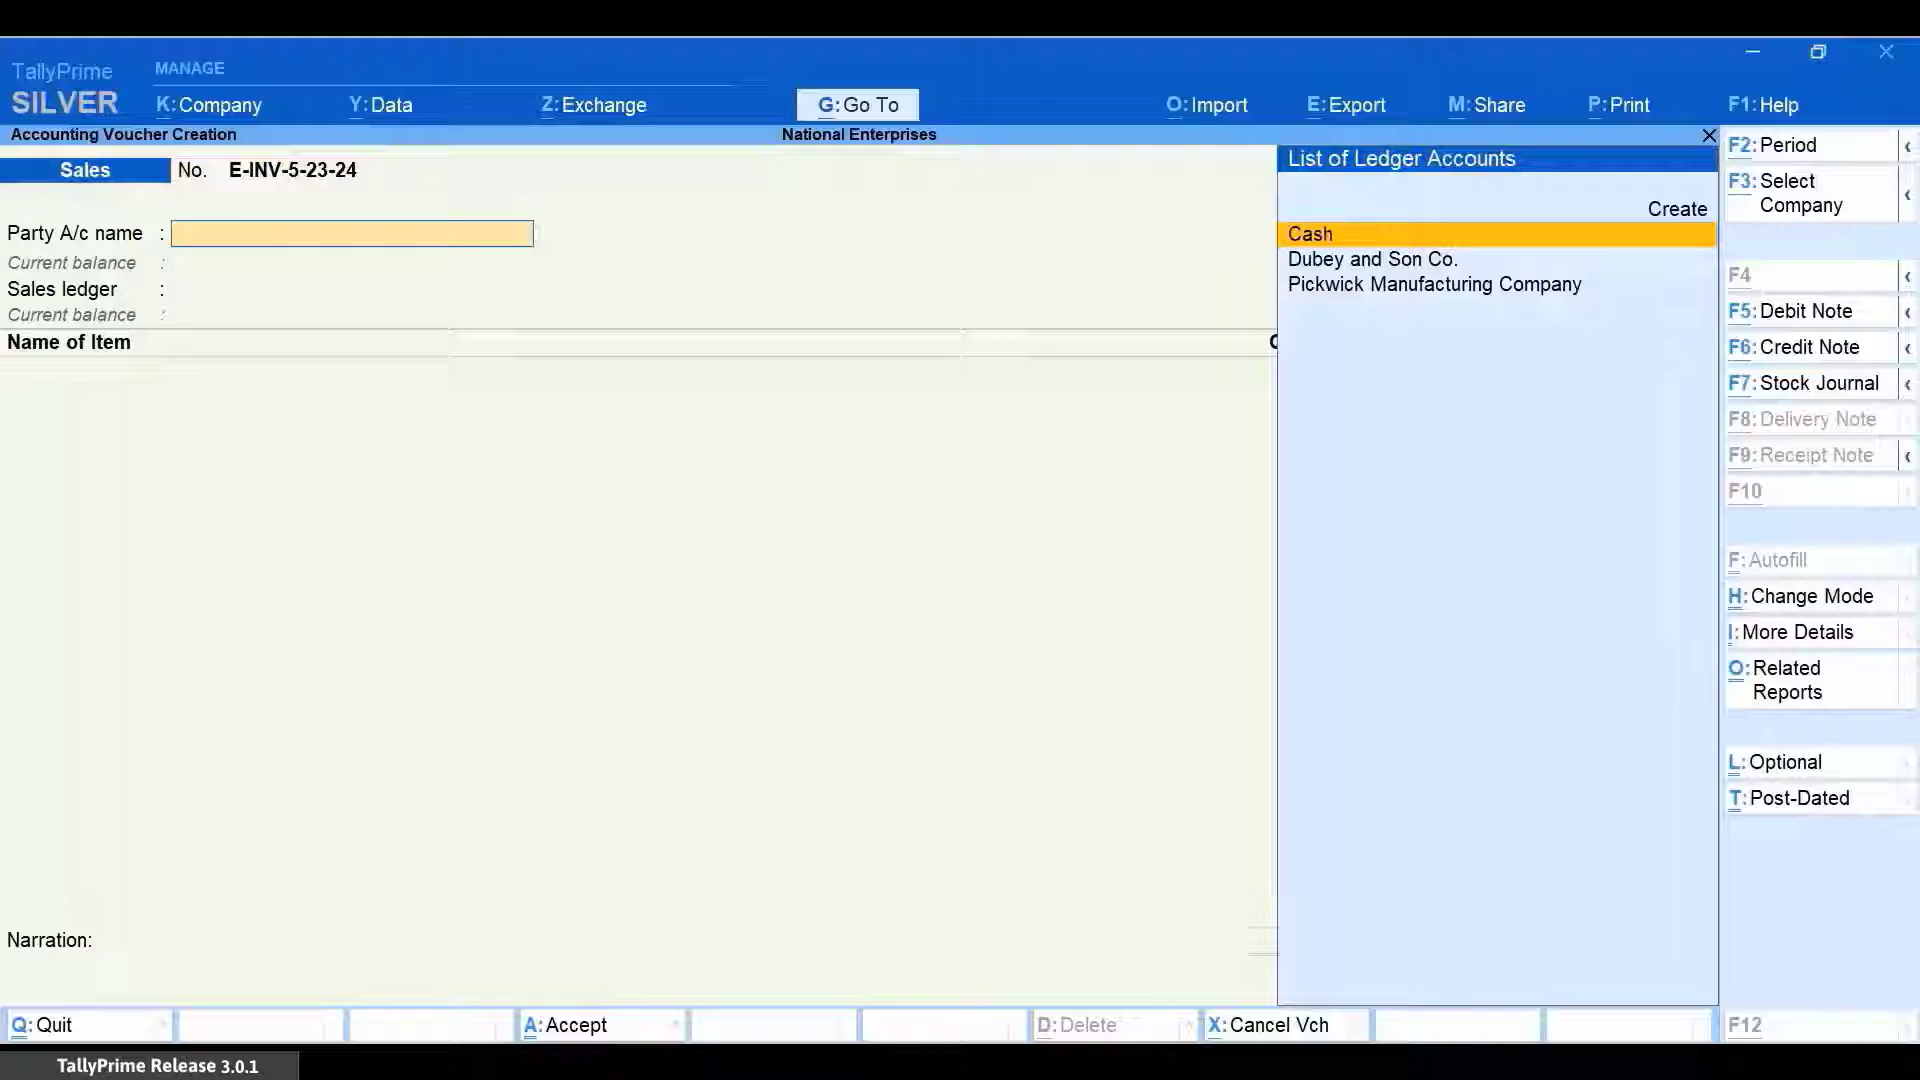 TallyPrime
SILVER
MANAGE
K:Company
Y:Data
Z:Exchange
G:Go To
O:Import
E:Export
M:Share
P:Print
F1:Help
Accounting Voucher Creation
National Enterprises
Sales
No. E-INV-5-23-24
Party A/c name :
Current balance :
Sales ledger :
Current balance :
Name of Item
Narration:
List of Ledger Accounts
Create
Cash
Dubey and Son Co.
Pickwick Manufacturing Company
F2:Period
F3:Select
Company
F4
F5:Debit Note
F6:Credit Note
F7:Stock Journal
F8:Delivery Note
F9:Receipt Note
F10
F:Autofill
H:Change Mode
I:More Details
O:Related
Reports
L:Optional
T:Post-Dated
Q:Quit
A:Accept
D:Delete
X:Cancel Vch
F12
TallyPrime Release 3.0.1